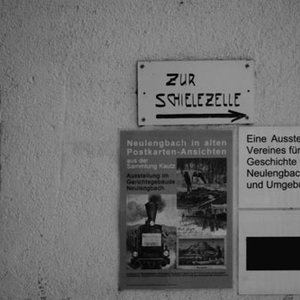 ZUR
SCHIELEZELLE
Neulengbach in alten
Postkarten-Ansichten
aus der
Sammlung Kautz
Ausstellung im
Gerichtsgebäude
Neulengbach
Eine Ausste
Vereines für
Geschichte
Neulengbac
und Umgebu